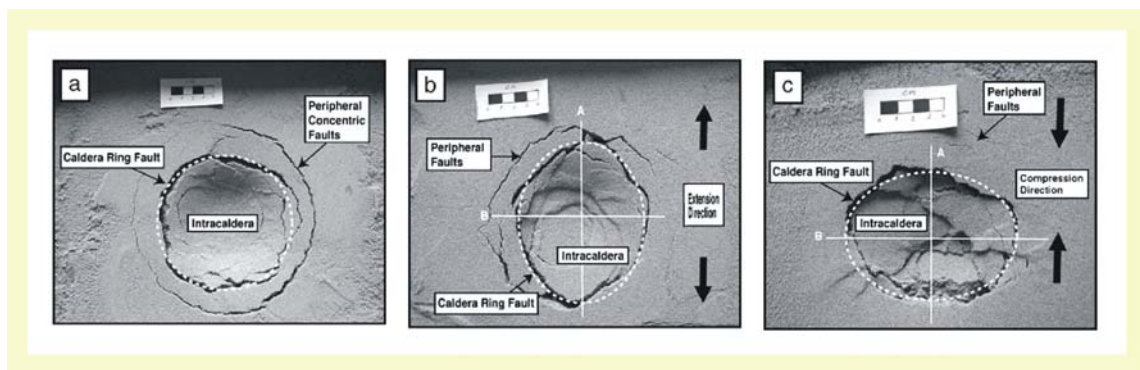 a
Peripheral
Concentric
Faults
Caldera Ring Fault
Intracaldera
b
A
Peripheral
Faults
B
Extension
Direction
Intracaldera
Caldera Ring Fault
c
CM
Peripheral
Faults
A
Caldera Ring Fault
Compression
Direction
Intracaldera
B